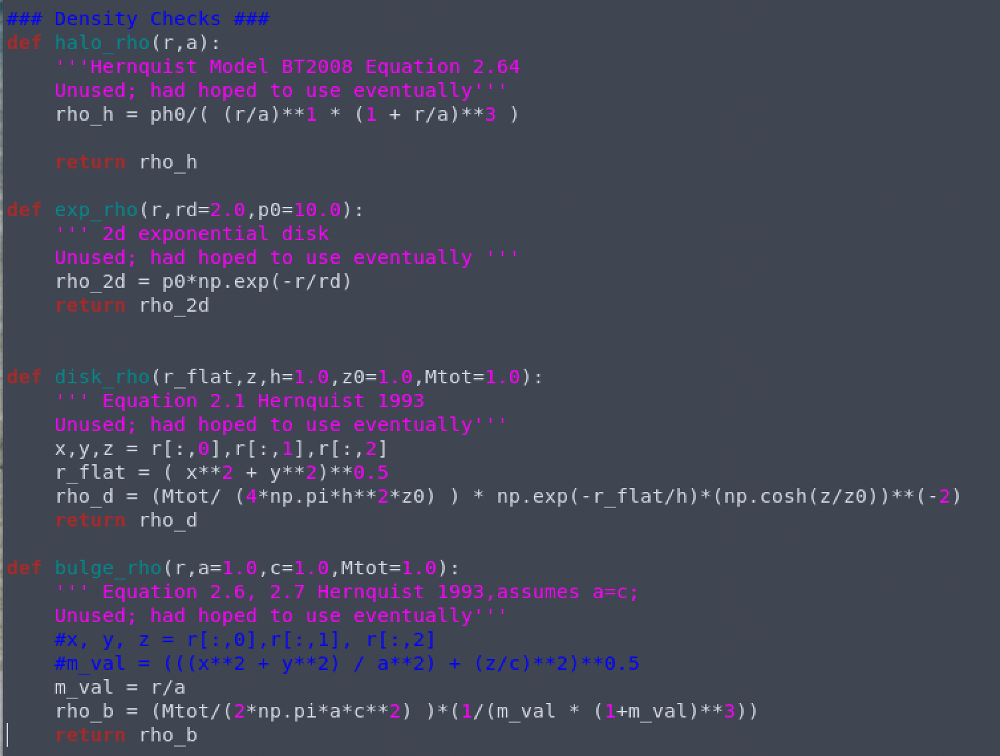 ### Density Checks ###
def halo_rho(r,a):
    '''Hernquist Model BT2008 Equation 2.64
    Unused; had hoped to use eventually'''
    rho_h = ph0/( (r/a)**1 * (1 + r/a)**3 )
    return rho_h
def exp_rho(r,rd=2.0,p0=10.0):
    ''' 2d exponential disk
    Unused; had hoped to use eventually '''
    rho_2d = p0*np.exp(-r/rd)
    return rho_2d
def disk_rho(r_flat,z,h=1.0,z0=1.0,Mtot=1.0):
    ''' Equation 2.1 Hernquist 1993
    Unused; had hoped to use eventually'''
    x,y,z = r[:,0],r[:,1],r[:,2]
    r_flat = ( x**2 + y**2)**0.5
    rho_d = (Mtot/ (4*np.pi*h**2*z0) ) * np.exp(-r_flat/h)*(np.cosh(z/z0))**(-2)
    return rho_d
def bulge_rho(r,a=1.0,c=1.0,Mtot=1.0):
    ''' Equation 2.6, 2.7 Hernquist 1993,assumes a=c;
    Unused; had hoped to use eventually'''
    #x, y, z = r[:,0],r[:,1], r[:,2]
    #m_val = (((x**2 + y**2) / a**2) + (z/c)**2)**0.5
    m_val = r/a
    rho_b = (Mtot/(2*np.pi*a*c**2) )*(1/(m_val * (1+m_val)**3))
    return rho_b